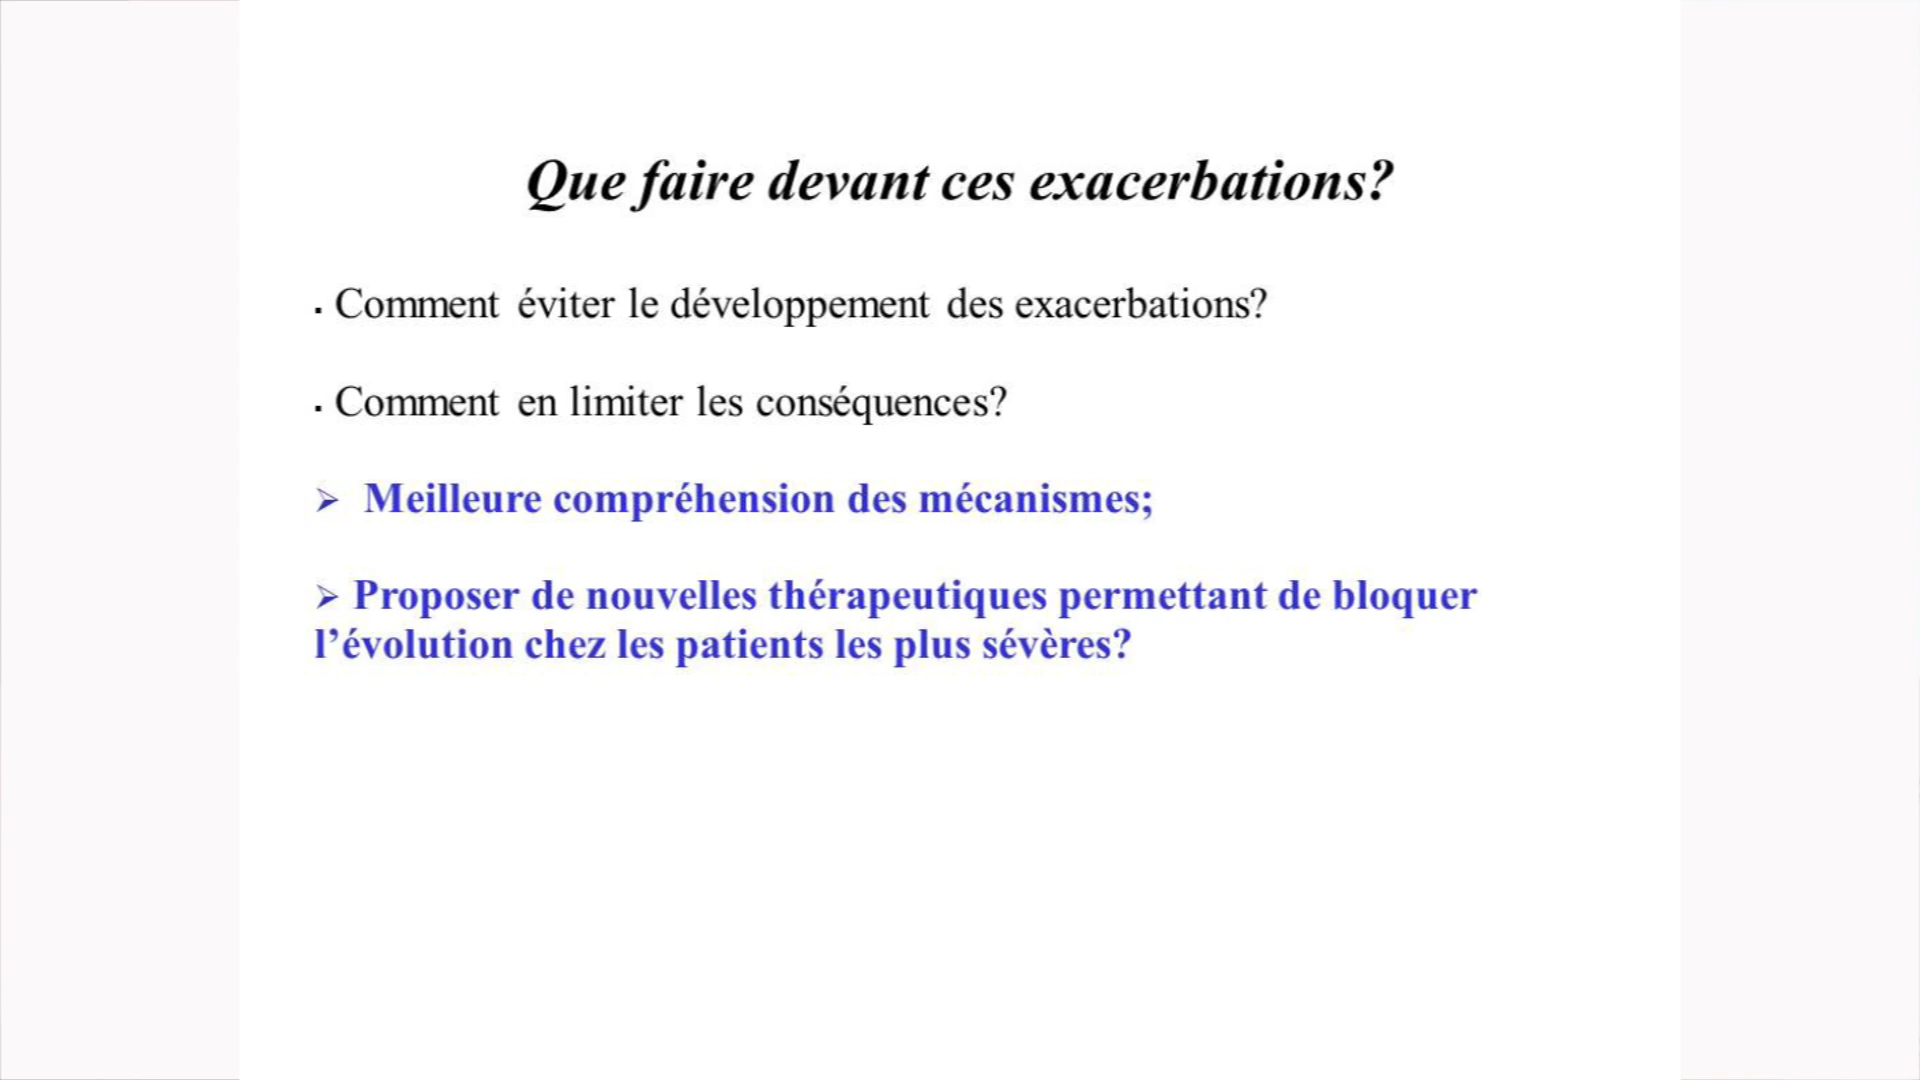 Que faire devant ces exacerbations?
▪ Comment éviter le développement des exacerbations?
▪ Comment en limiter les conséquences?
➢ Meilleure compréhension des mécanismes;
➢ Proposer de nouvelles thérapeutiques permettant de bloquer
l’évolution chez les patients les plus sévères?